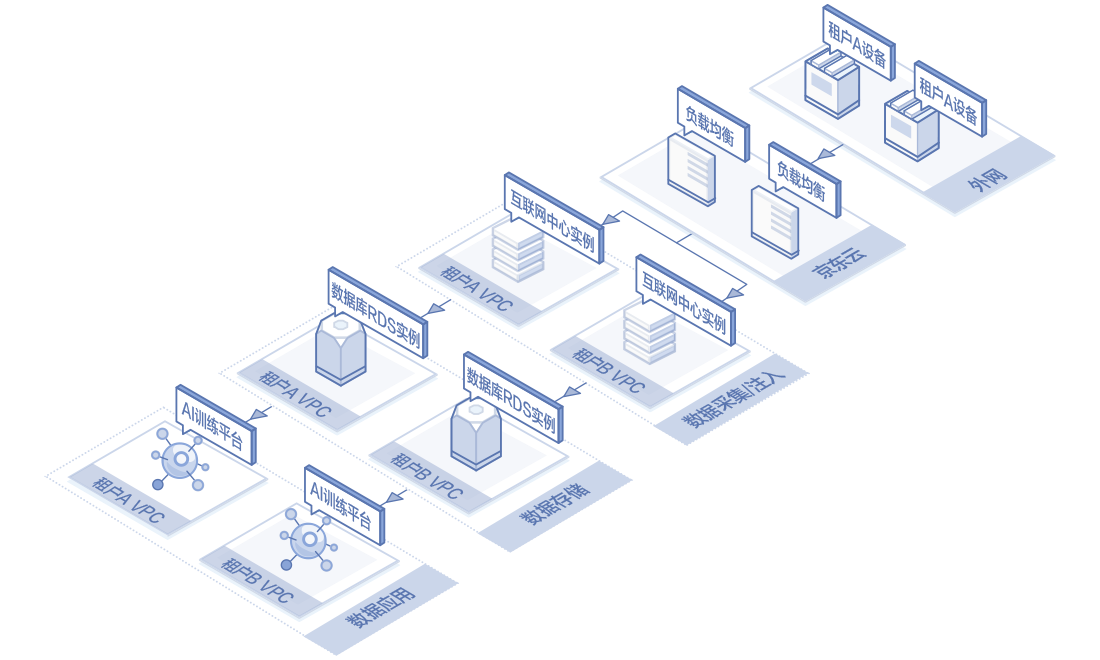 租户A设备
租户A设备
外网
负载均衡
负载均衡
京东云
互联网中心实例
租户A VPC
互联网中心实例
租户B VPC
数据采集/注入
数据库RDS实例
租户A VPC
数据库RDS实例
租户B VPC
数据存储
AI训练平台
租户A VPC
AI训练平台
租户B VPC
数据应用